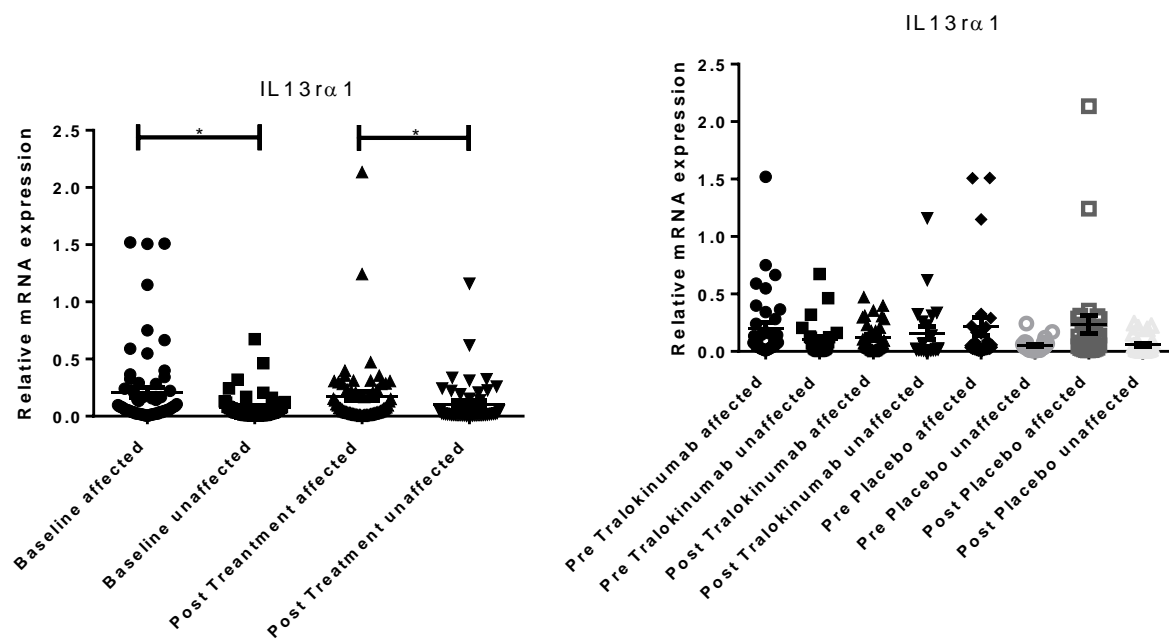 IL13rα1
Relative mRNA expression
2.5
2.0
1.5
1.0
0.5
0.0
*
*
Baseline affected
Baseline unaffected
Post Treantment affected
Post Treatment unaffected
IL13rα1
Relative mRNA expression
2.5
2.0
1.5
1.0
0.5
0.0
Pre Tralokinumab affected
Pre Tralokinumab unaffected
Post Tralokinumab affected
Post Tralokinumab unaffected
Pre Placebo affected
Pre Placebo unaffected
Post Placebo affected
Post Placebo unaffected